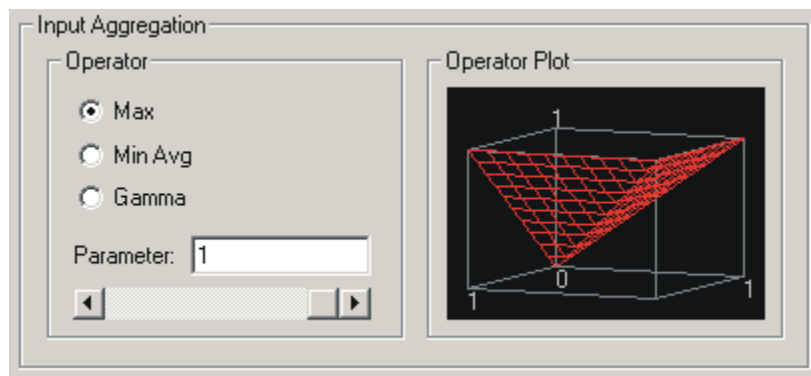 Input Aggregation
Operator
Max
Min Avg
Gamma
Parameter: 1
Operator Plot
1
0
1
1